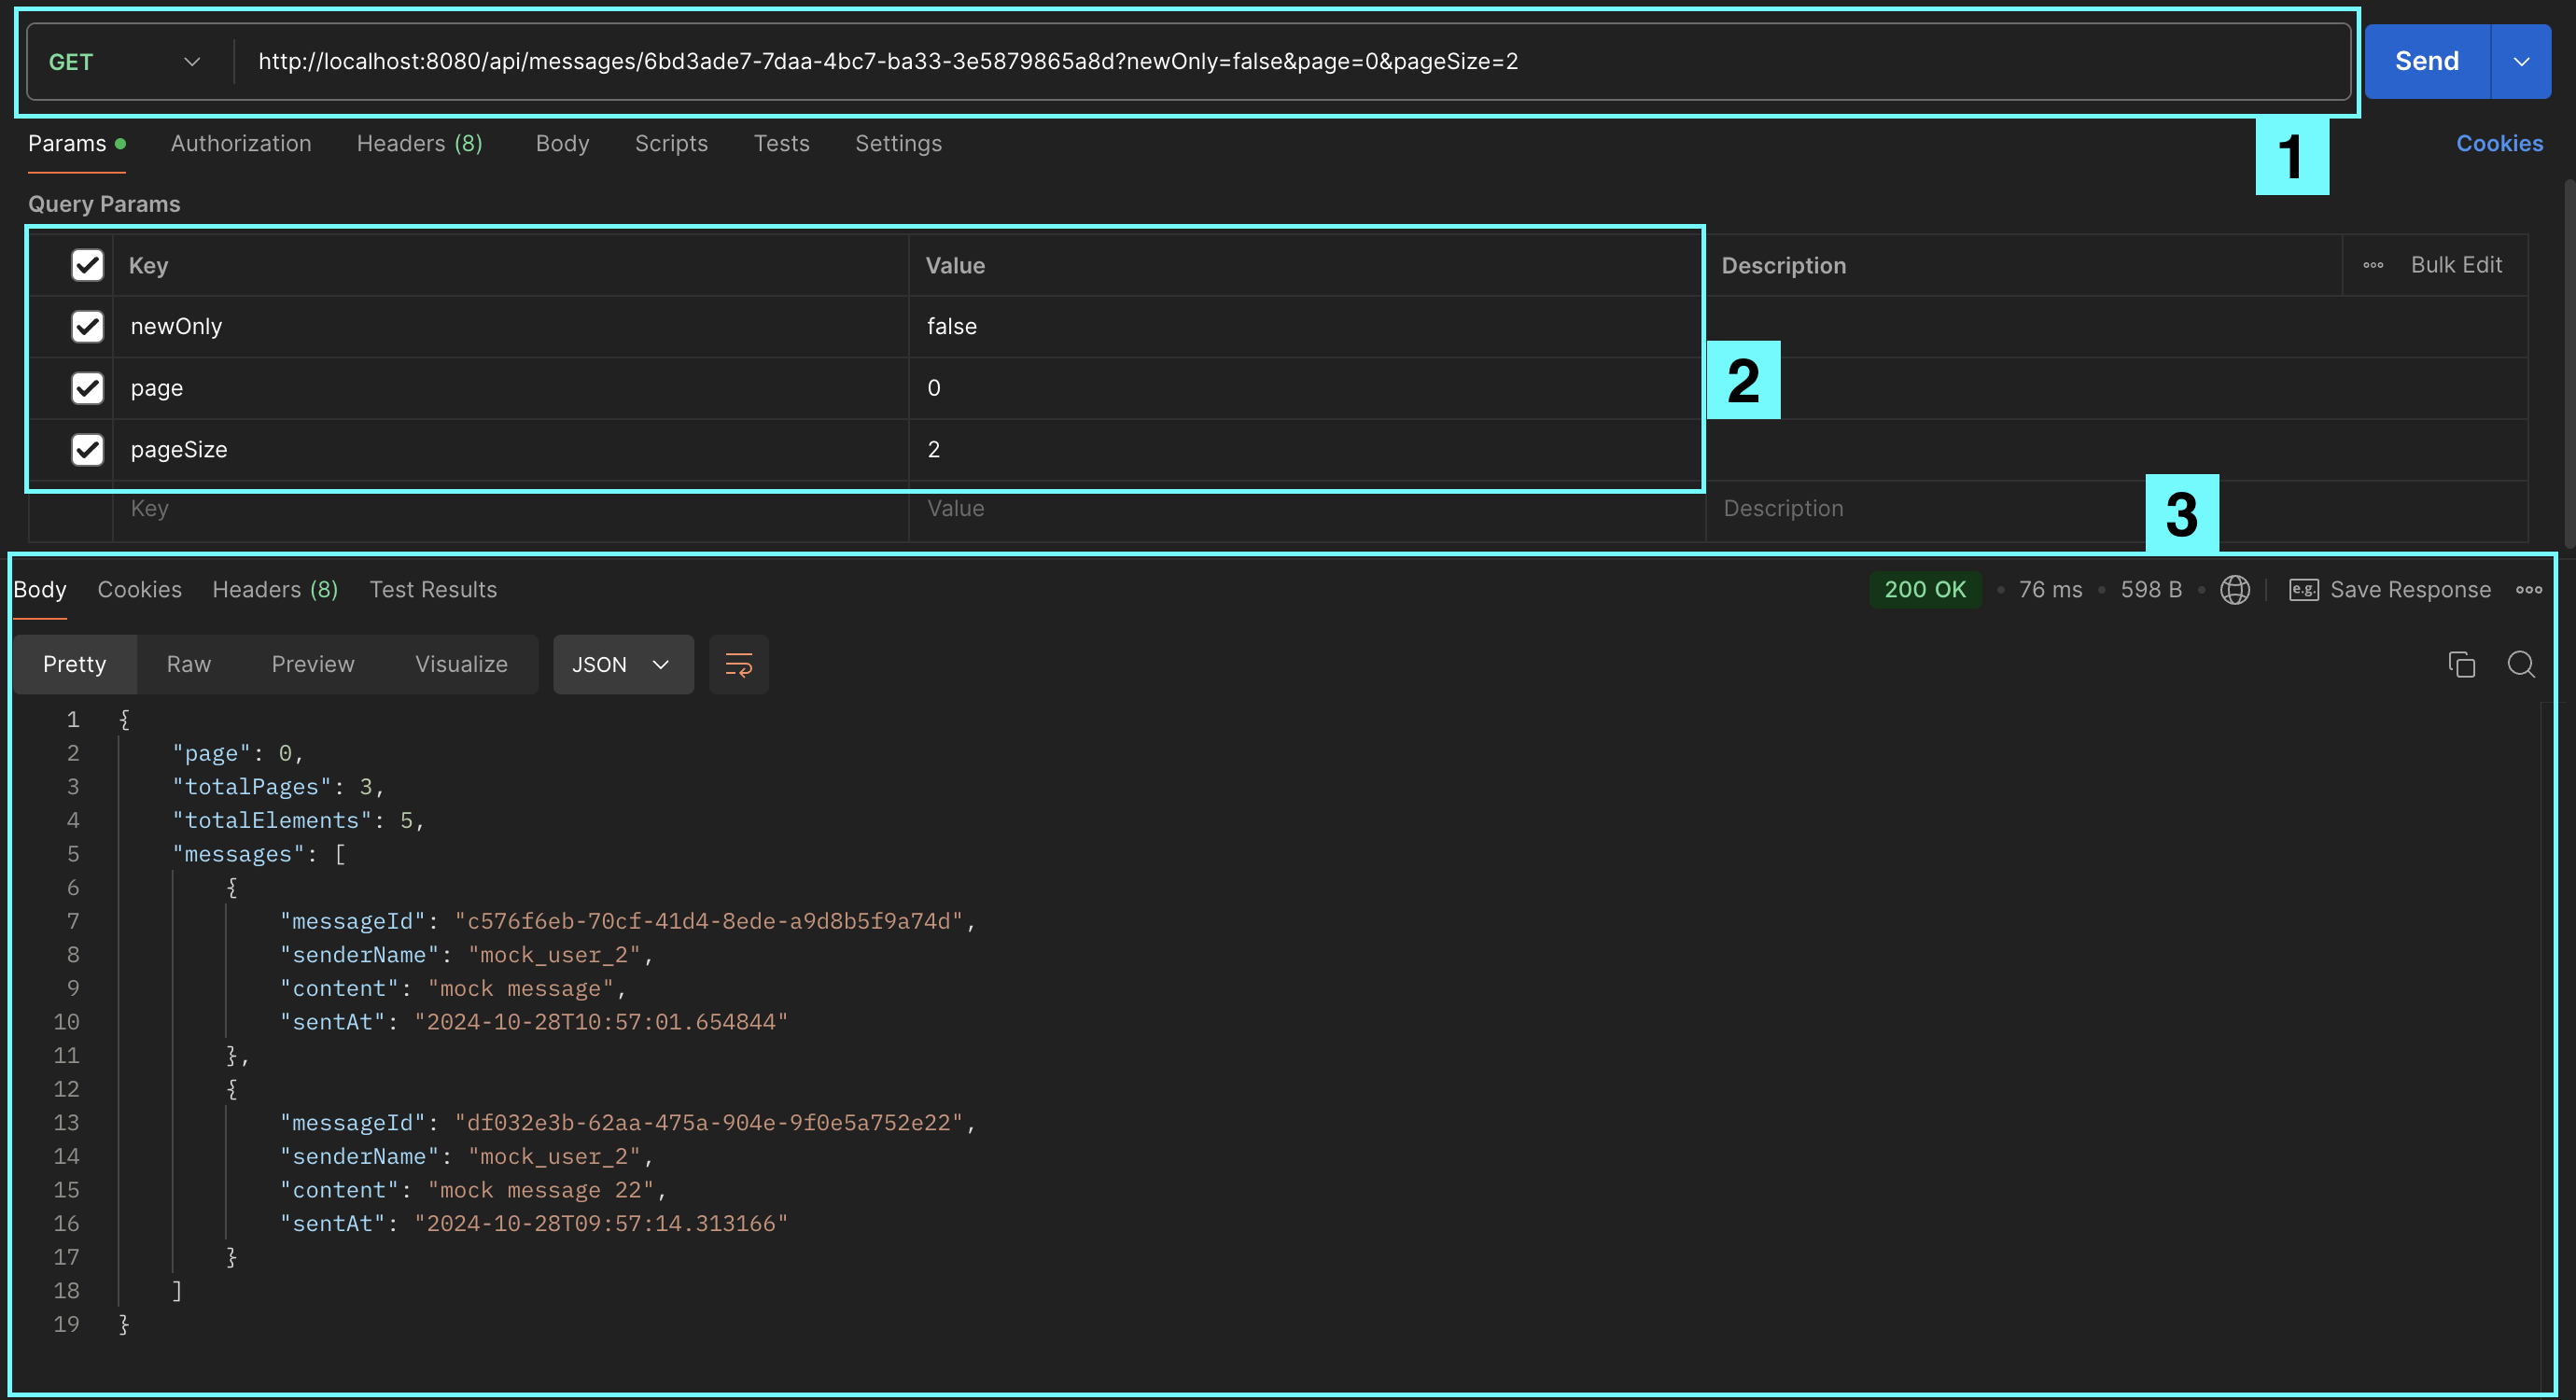 GET http://localhost:8080/api/messages/6bd3ade7-7daa-4bc7-ba33-3e5879865a8d?newOnly=false&page=0&pageSize=2 Send
1
Params Authorization Headers (8) Body Scripts Tests Settings Cookies
Query Params
Key Value Description Bulk Edit
newOnly false
page 0
2
pageSize 2
Key Value Description
3
Body Cookies Headers (8) Test Results 200 OK • 76 ms • 598 B • e.g. Save Response
Pretty Raw Preview Visualize JSON
1 {
2 "page": 0,
3 "totalPages": 3,
4 "totalElements": 5,
5 "messages": [
6 {
7 "messageId": "c576f6eb-70cf-41d4-8ede-a9d8b5f9a74d",
8 "senderName": "mock_user_2",
9 "content": "mock message",
10 "sentAt": "2024-10-28T10:57:01.654844"
11 },
12 {
13 "messageId": "df032e3b-62aa-475a-904e-9f0e5a752e22",
14 "senderName": "mock_user_2",
15 "content": "mock message 22",
16 "sentAt": "2024-10-28T09:57:14.313166"
17 }
18 ]
19 }